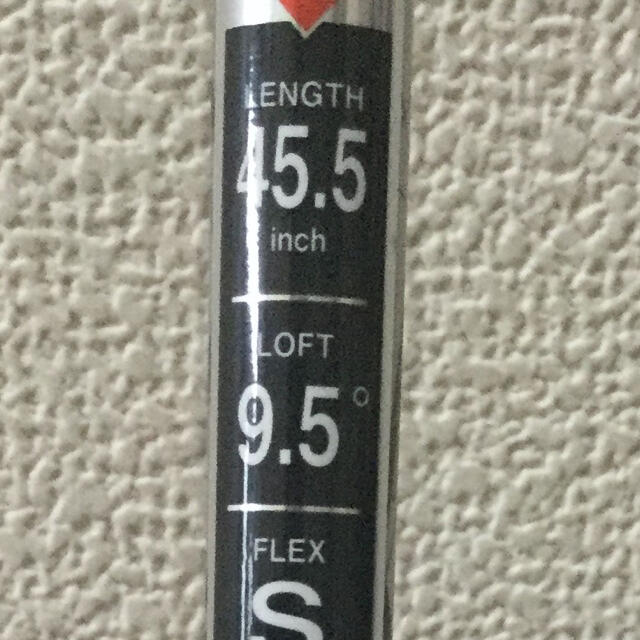 LENGTH
45.5
inch
LOFT
9.5°
FLEX
S